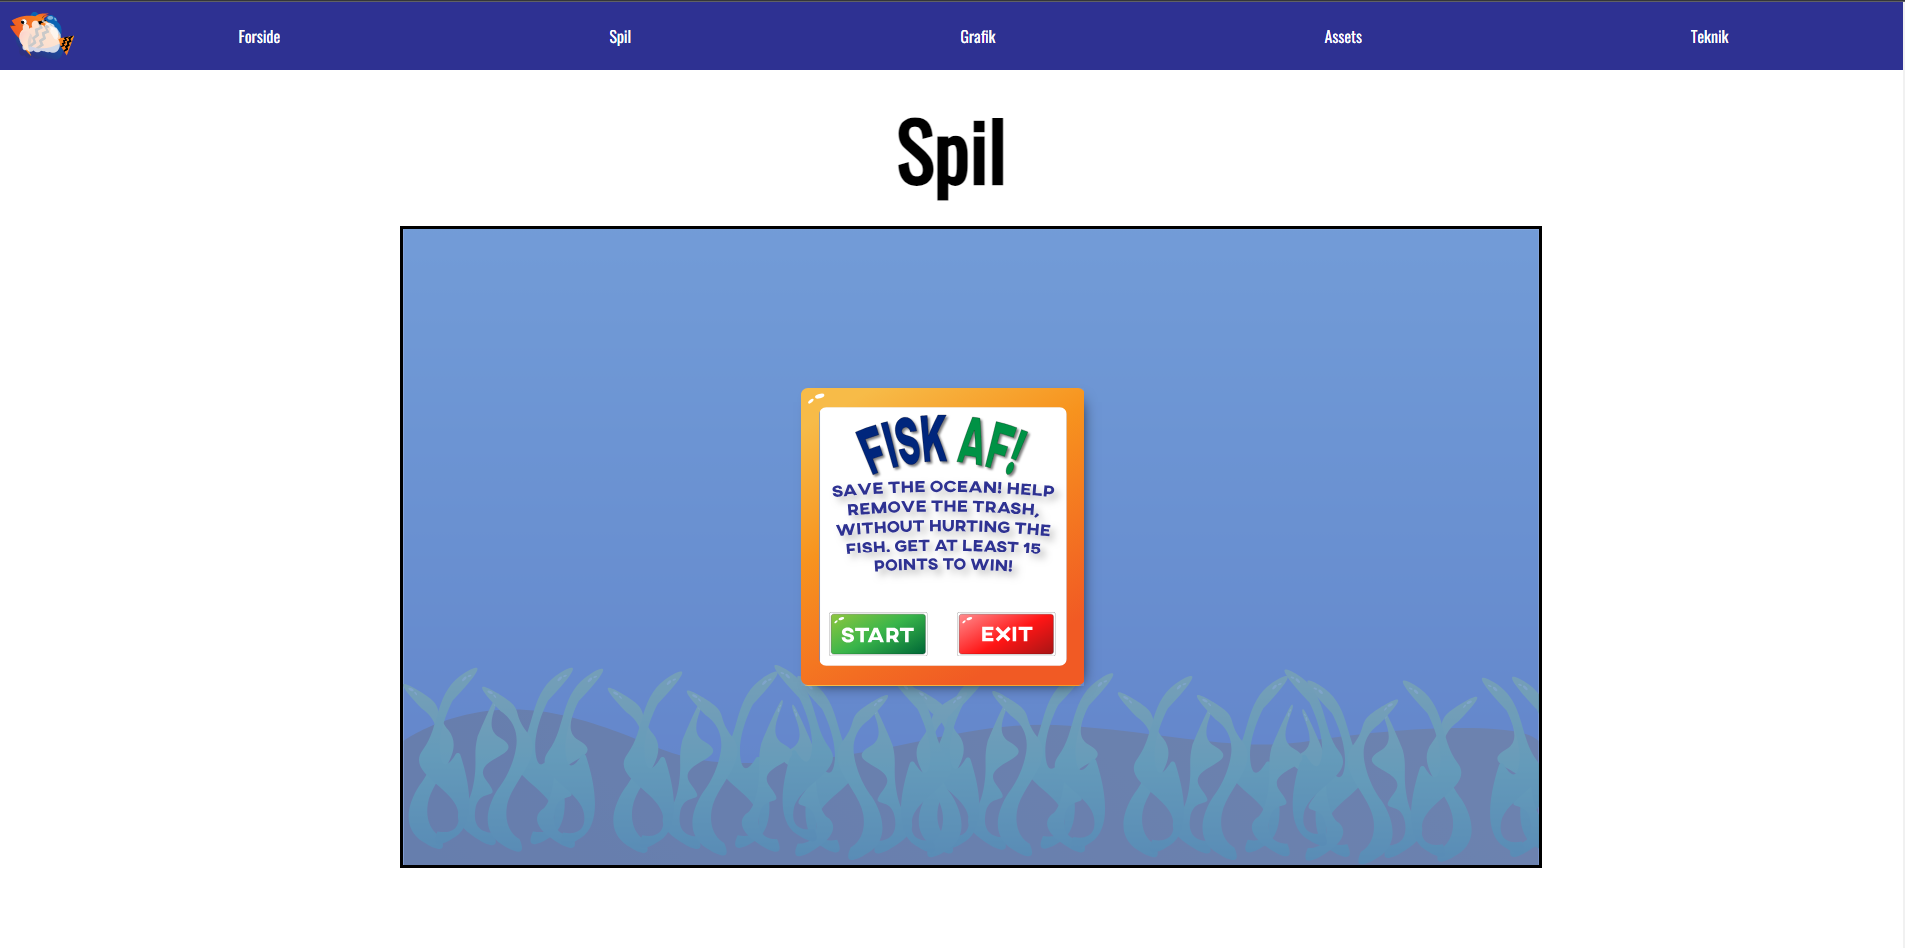 Forside Spil Grafik Assets Teknik
Spil
FISK AF!
SAVE THE OCEAN! HELP
REMOVE THE TRASH,
WITHOUT HURTING THE
FISH. GET AT LEAST 15
POINTS TO WIN!
START EXIT